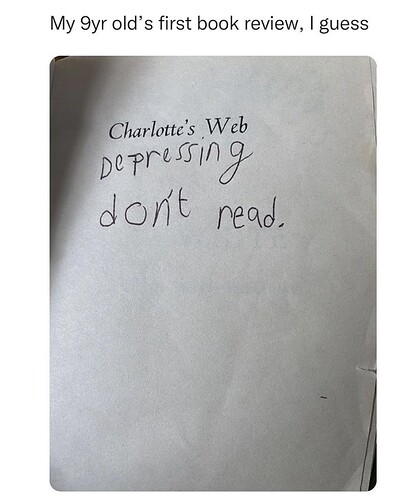 My 9yr old's first book review, I guess
Charlotte's Web
Depressing
don't read.